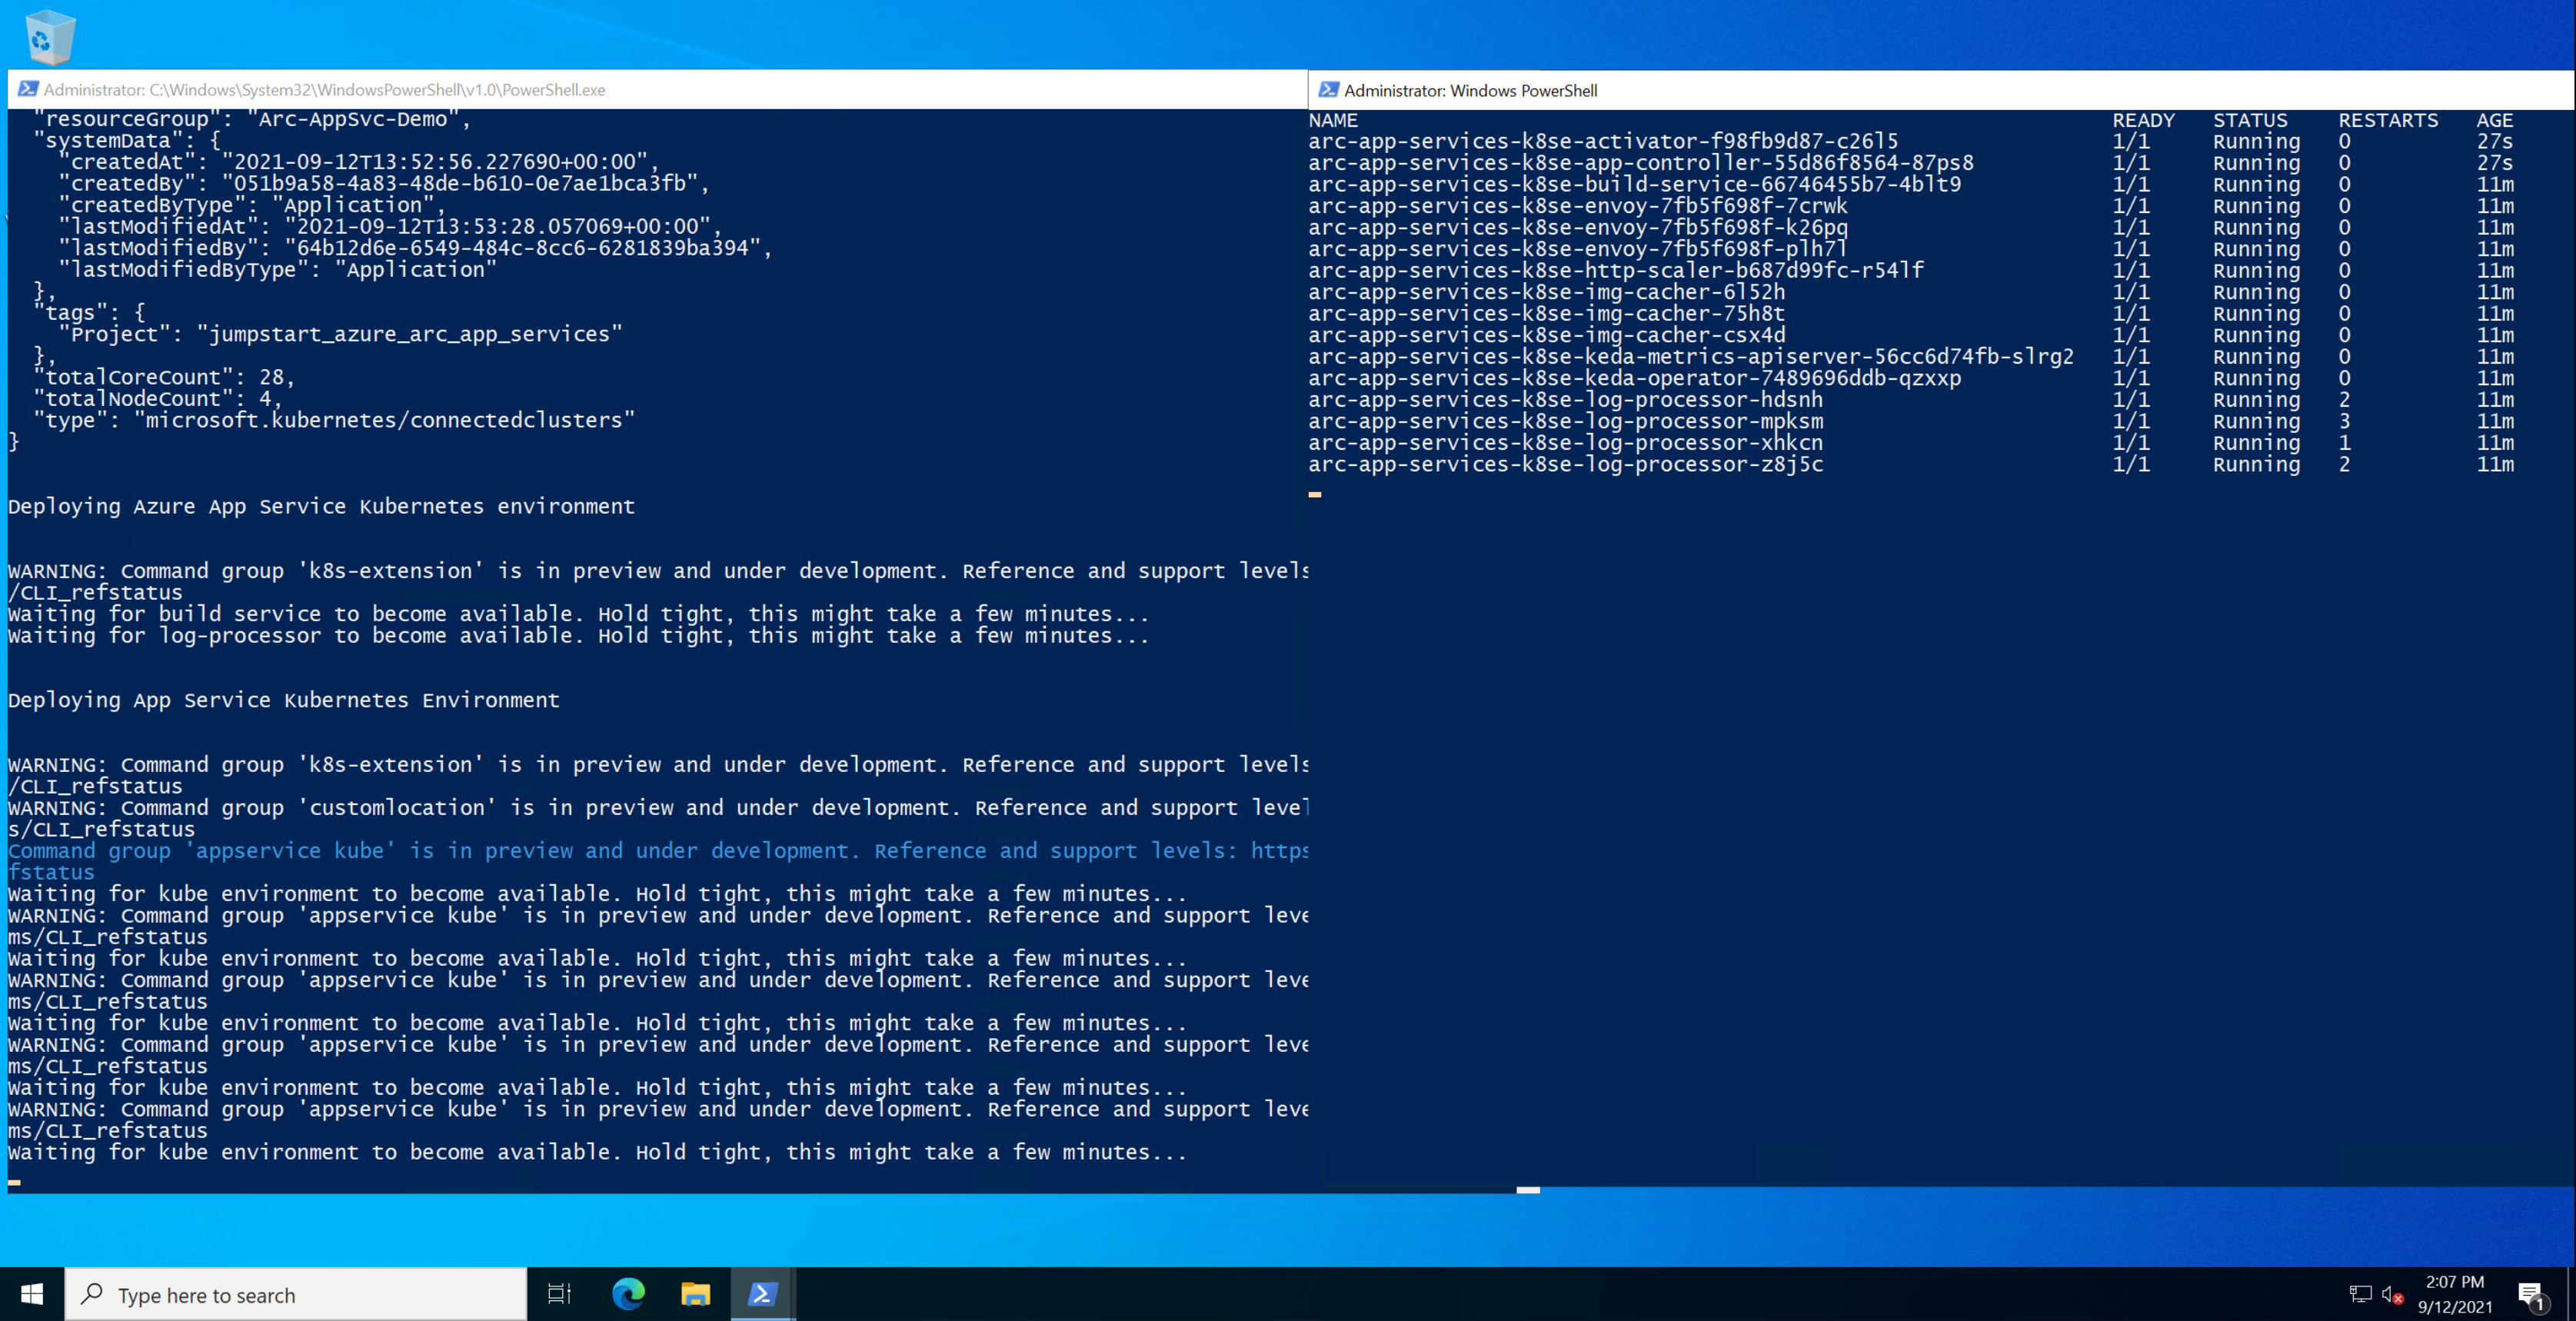 Administrator: C:\Windows\System32\WindowsPowerShell\v1.0\PowerShell.exe
"resourceGroup": "Arc-AppSvc-Demo",
"systemData": {
"createdAt": "2021-09-12T13:52:56.227690+00:00",
"createdBy": "051b9a58-4a83-48de-b610-0e7ae1bca3fb",
"createdByType": "Application",
"lastModifiedAt": "2021-09-12T13:53:28.057069+00:00",
"lastModifiedBy": "64b12d6e-6549-484c-8cc6-6281839ba394",
"lastModifiedByType": "Application"
},
"tags": {
"Project": "jumpstart_azure_arc_app_services"
},
"totalCoreCount": 28,
"totalNodeCount": 4,
"type": "microsoft.kubernetes/connectedclusters"
}
Deploying Azure App Service Kubernetes environment
WARNING: Command group 'k8s-extension' is in preview and under development. Reference and support levels
/CLI_refstatus
Waiting for build service to become available. Hold tight, this might take a few minutes...
Waiting for log-processor to become available. Hold tight, this might take a few minutes...
Deploying App Service Kubernetes Environment
WARNING: Command group 'k8s-extension' is in preview and under development. Reference and support levels
/CLI_refstatus
WARNING: Command group 'customlocation' is in preview and under development. Reference and support level
s/CLI_refstatus
Command group 'appservice kube' is in preview and under development. Reference and support levels: https
fstatus
Waiting for kube environment to become available. Hold tight, this might take a few minutes...
WARNING: Command group 'appservice kube' is in preview and under development. Reference and support leve
ms/CLI_refstatus
Waiting for kube environment to become available. Hold tight, this might take a few minutes...
WARNING: Command group 'appservice kube' is in preview and under development. Reference and support leve
ms/CLI_refstatus
Waiting for kube environment to become available. Hold tight, this might take a few minutes...
WARNING: Command group 'appservice kube' is in preview and under development. Reference and support leve
ms/CLI_refstatus
Waiting for kube environment to become available. Hold tight, this might take a few minutes...
WARNING: Command group 'appservice kube' is in preview and under development. Reference and support leve
ms/CLI_refstatus
Waiting for kube environment to become available. Hold tight, this might take a few minutes...
Administrator: Windows PowerShell
NAME READY STATUS RESTARTS AGE
arc-app-services-k8se-activator-f98fb9d87-c26l5 1/1 Running 0 27s
arc-app-services-k8se-app-controller-55d86f8564-87ps8 1/1 Running 0 27s
arc-app-services-k8se-build-service-66746455b7-4blt9 1/1 Running 0 11m
arc-app-services-k8se-envoy-7fb5f698f-7crwk 1/1 Running 0 11m
arc-app-services-k8se-envoy-7fb5f698f-k26pq 1/1 Running 0 11m
arc-app-services-k8se-envoy-7fb5f698f-plh7l 1/1 Running 0 11m
arc-app-services-k8se-http-scaler-b687d99fc-r54lf 1/1 Running 0 11m
arc-app-services-k8se-img-cacher-6l52h 1/1 Running 0 11m
arc-app-services-k8se-img-cacher-75h8t 1/1 Running 0 11m
arc-app-services-k8se-img-cacher-csx4d 1/1 Running 0 11m
arc-app-services-k8se-keda-metrics-apiserver-56cc6d74fb-slrg2 1/1 Running 0 11m
arc-app-services-k8se-keda-operator-7489696ddb-qzxxp 1/1 Running 0 11m
arc-app-services-k8se-log-processor-hdsnh 1/1 Running 2 11m
arc-app-services-k8se-log-processor-mpksm 1/1 Running 3 11m
arc-app-services-k8se-log-processor-xhkcn 1/1 Running 1 11m
arc-app-services-k8se-log-processor-z8j5c 1/1 Running 2 11m
Type here to search
2:07 PM
9/12/2021
1